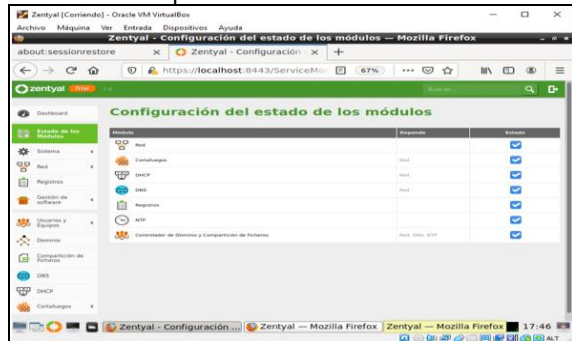 Zentyal [Corriendo] - Oracle VM VirtualBox
Archivo Máquina Ver Entrada Dispositivos Ayuda
Zentyal - Configuración del estado de los módulos — Mozilla Firefox
about:sessionrestore
Zentyal - Configuración
https://localhost:8443/ServiceMo
67%
zentyal Trial
Buscar...
Dashboard
Estado de los Módulos
Sistema
Red
Registros
Gestión de software
Usuarios y Equipos
Dominio
Compartición de Ficheros
DNS
DHCP
Cortafuegos
Configuración del estado de los módulos
Módulo Depende Estado
Red
Cortafuegos Red
DHCP Red
DNS Red
Registros
NTP
Controlador de Dominio y Compartición de Ficheros Red, DNS, NTP
Zentyal - Configuración ...
Zentyal — Mozilla Firefox
Zentyal — Mozilla Firefox
17:46
ALT